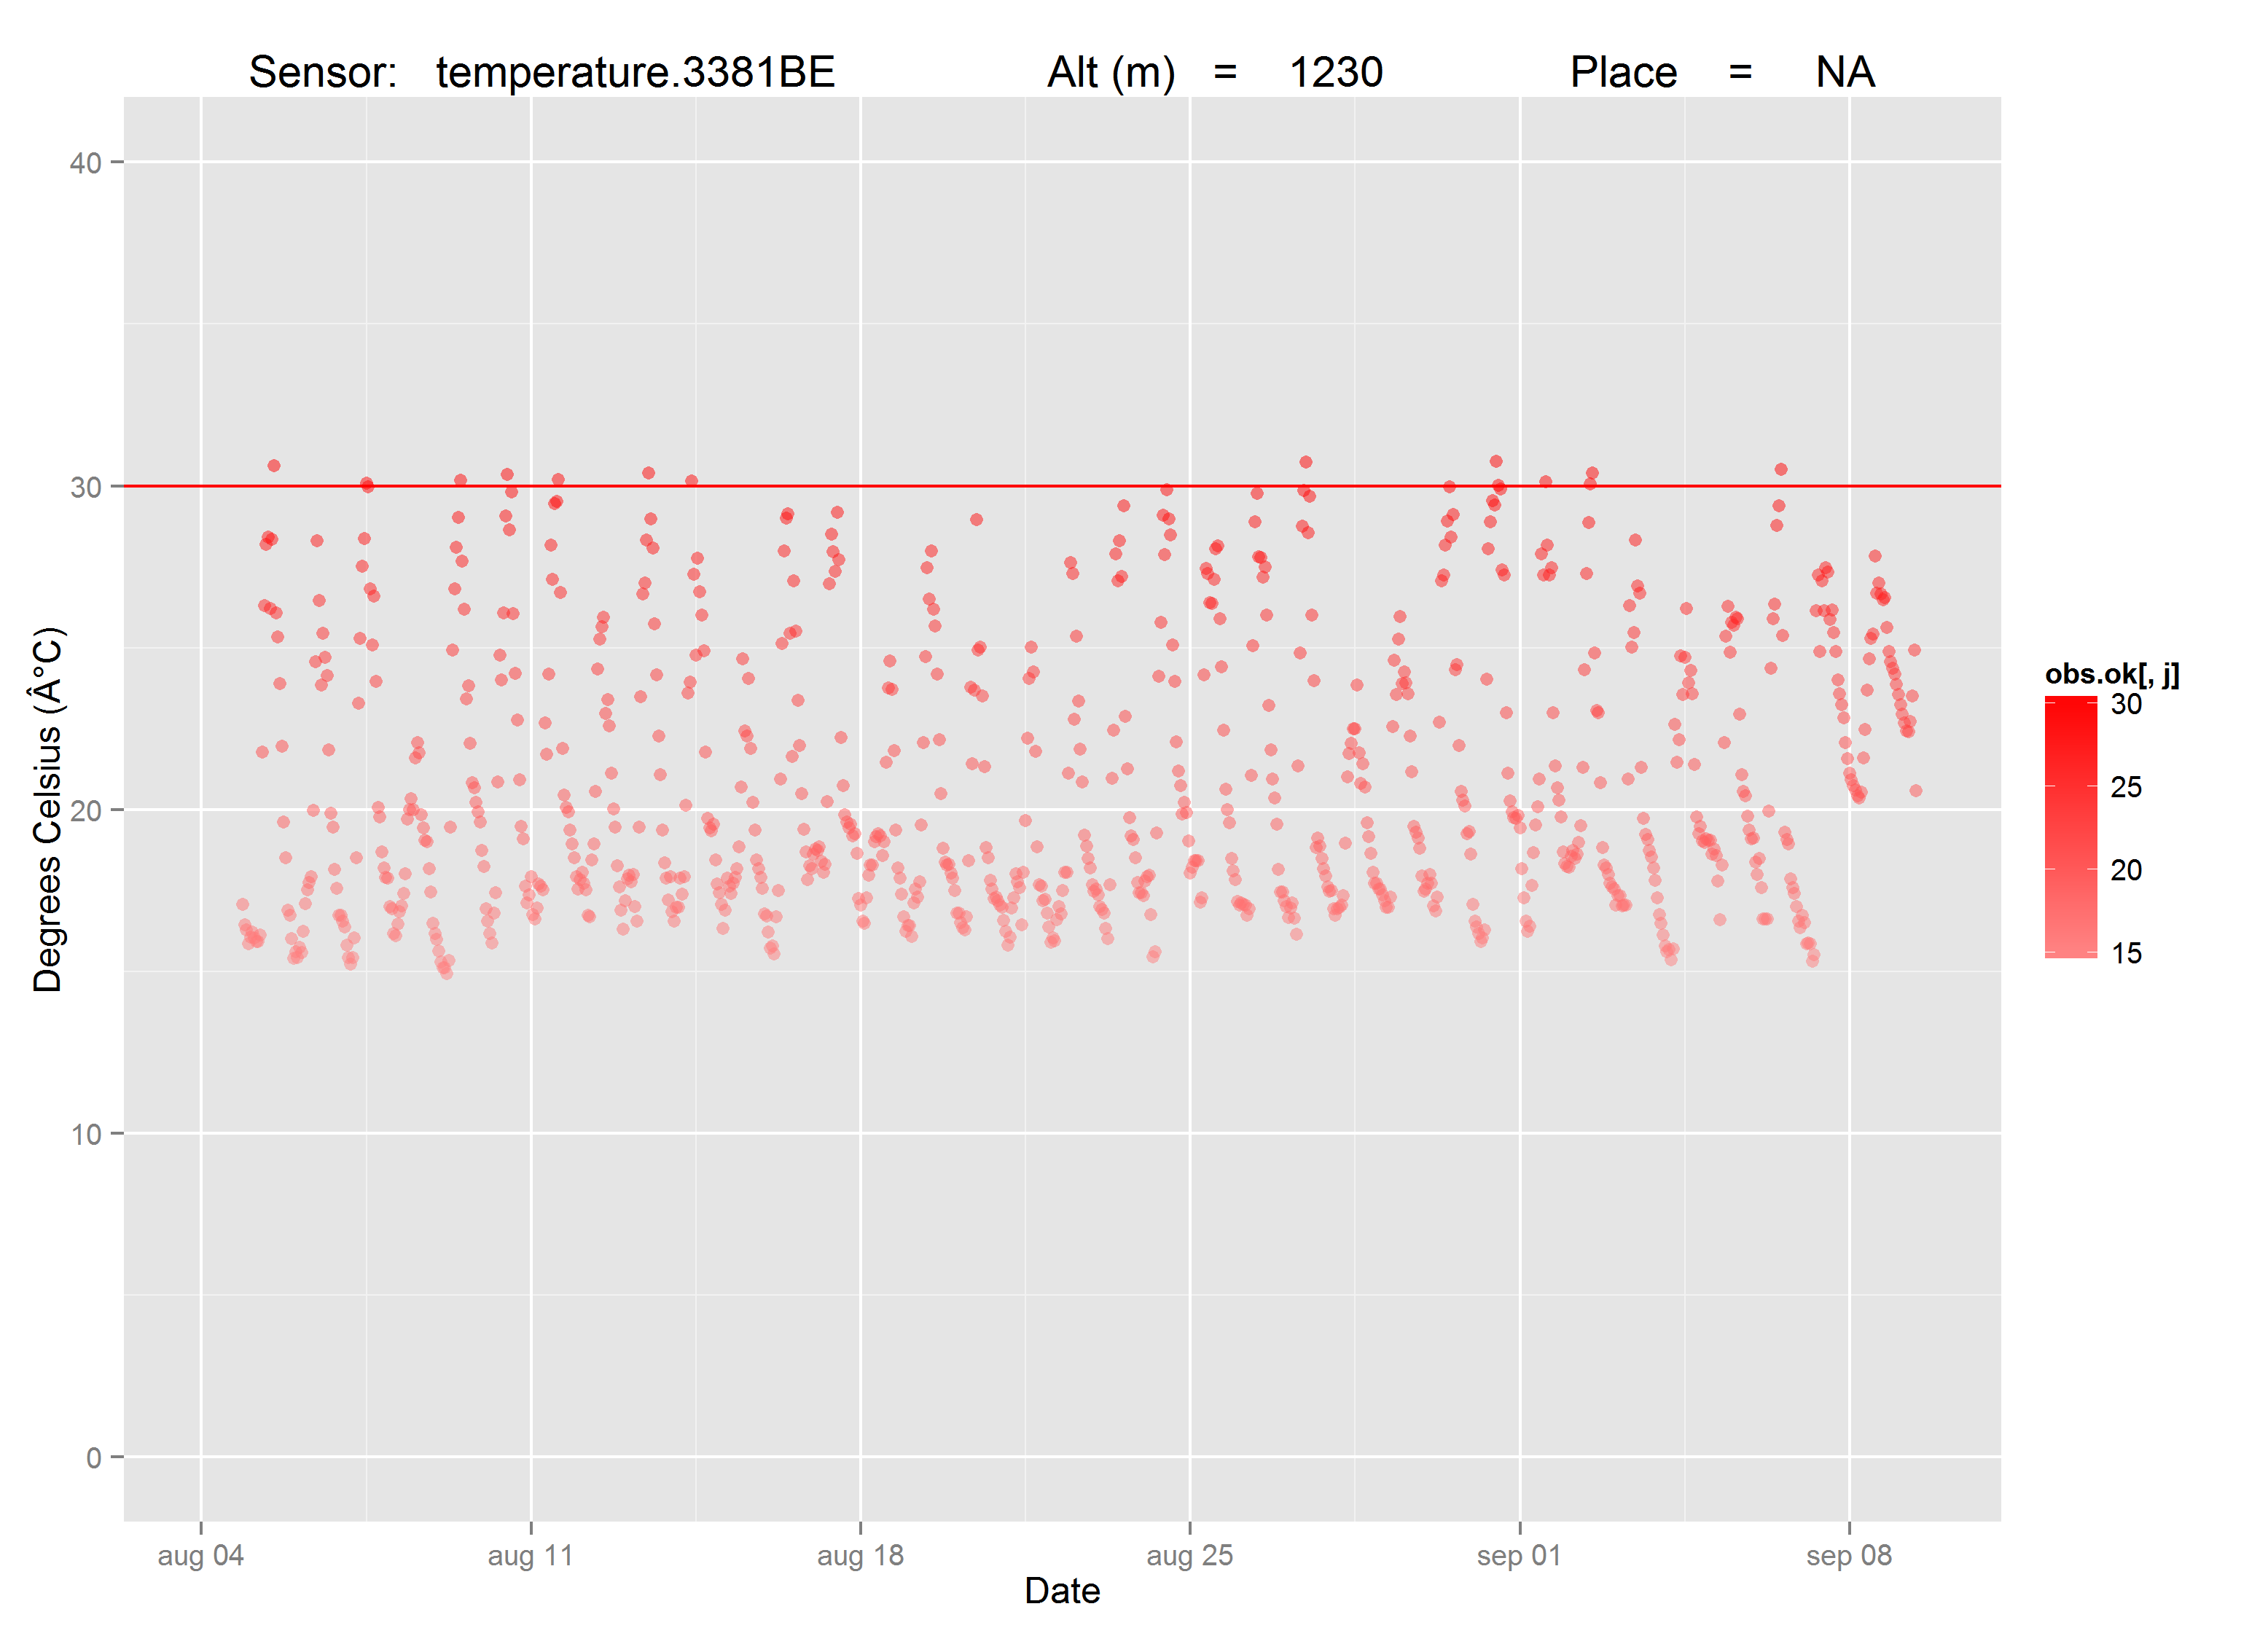 Sensor: temperature.3381BE Alt (m) = 1230 Place = NA
40
30
20
10
0
Degrees Celsius (Â°C)
aug 04 aug 11 aug 18 aug 25 sep 01 sep 08
Date
obs.ok[, j]
30
25
20
15